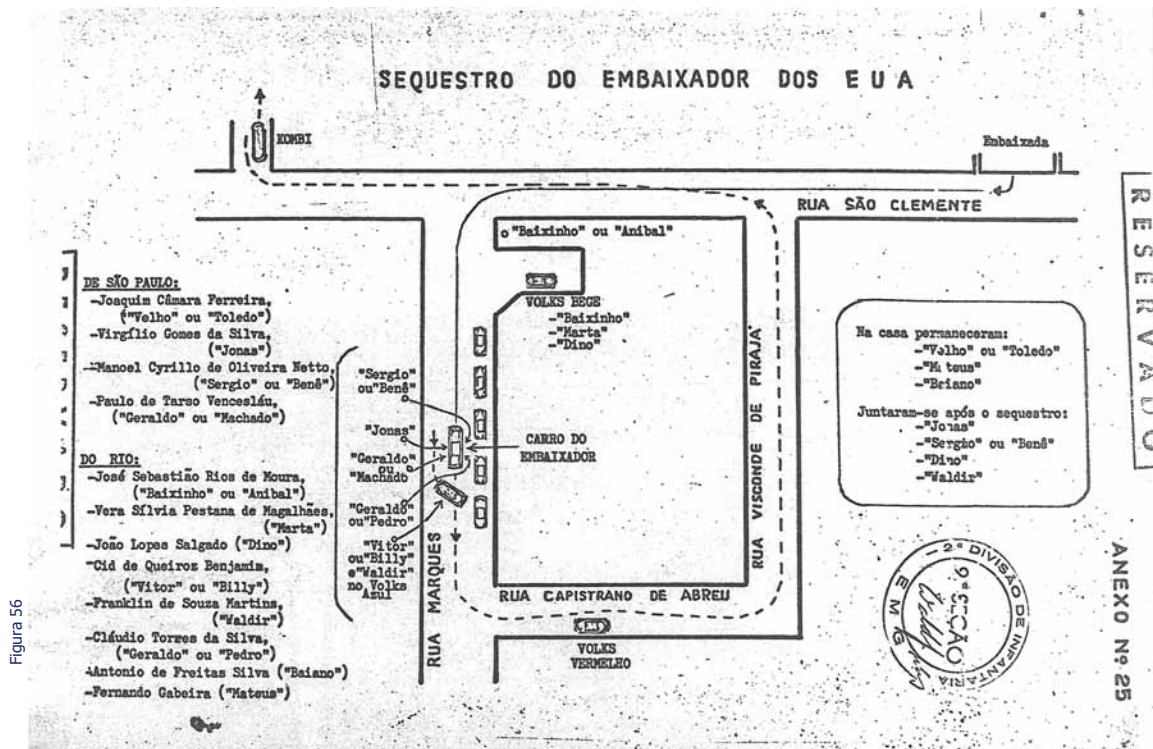 SEQUESTRO DO EMBAIXADOR DOS EUA
KOMBI
Embaixada
RUA SÃO CLEMENTE
"Baixinho" ou "Anibal"
VOLKS BEGE
-"Baixinho"
-"Marta"
-"Dino"
DE SÃO PAULO:
-Joaquim Câmara Ferreira,
("Velho" ou "Toledo")
-Virgílio Gomes da Silva,
("Jonas")
-Manoel Cyrillo de Oliveira Netto,
("Sergio" ou "Benê")
-Paulo de Tarso Vencesláu,
("Geraldo" ou "Machado")
DO RIO:
-José Sebastião Rios de Moura,
("Baixinho" ou "Anibal")
-Vera Sílvia Pestana de Magalhães,
("Marta")
-João Lopes Salgado ("Dino")
-Cid de Queiroz Benjamin,
("Vitor" ou "Billy")
-Franklin de Souza Martins,
("Waldir")
-Cláudio Torres da Silva,
("Geraldo" ou "Pedro")
-Antonio de Freitas Silva ("Baiano")
-Fernando Gabeira ("Mateus")
"Sergio"
ou"Benê"
"Jonas"
"Geraldo"
ou
"Machado
"Geraldo"
ou"Pedro"
"Vitor"
ou"Billy"
e"Waldir"
no Volks
Azul
CARRO DO
EMBAIXADOR
RUA MARQUES
RUA VISCONDE DE PIRAJÁ
RUA CAPISTRANO DE ABREU
VOLKS
VERMELHO
Na casa permaneceram:
-"Velho" ou "Toledo"
-"Mateus"
-"Briano"
Juntaram-se após o sequestro:
-"Jonas"
-"Sergio" ou "Benê"
-"Dino"
-"Waldir"
RESERVADO
2ª DIVISÃO DE INFANTARIA
EMG
SEÇÃO
ANEXO Nº 25
Figura 56